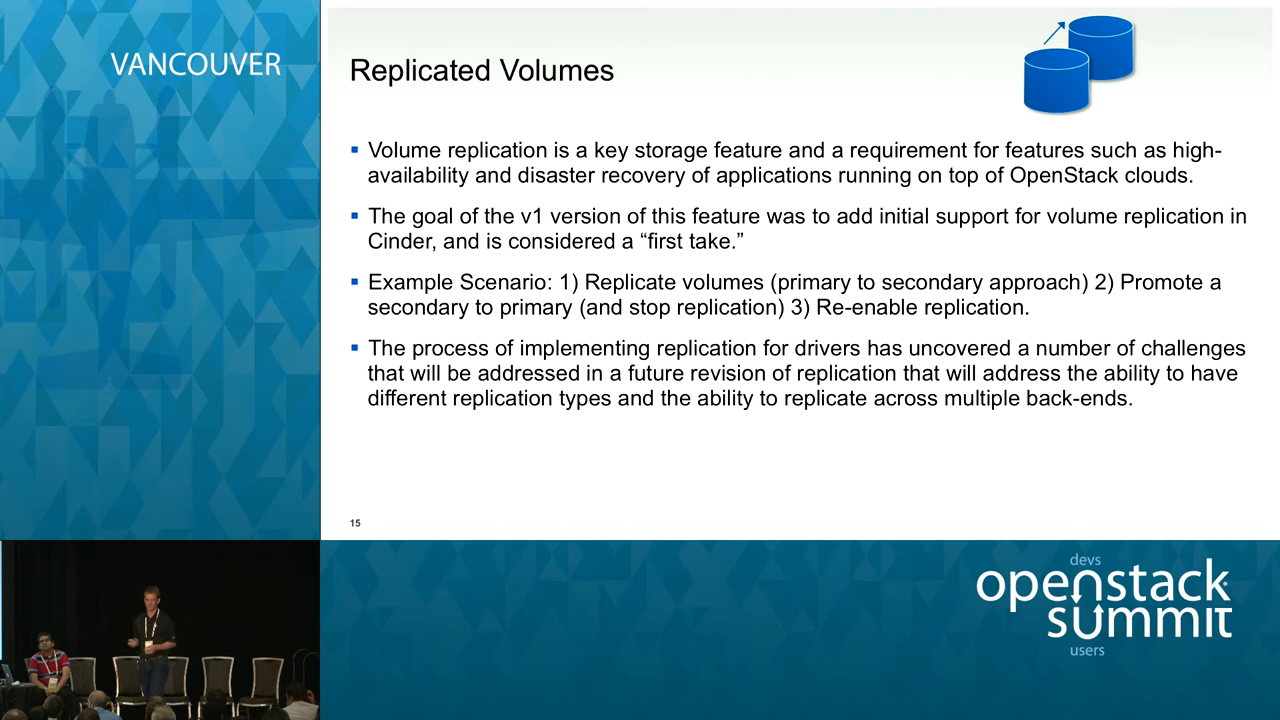 VANCOUVER
Replicated Volumes
Volume replication is a key storage feature and a requirement for features such as high-
availability and disaster recovery of applications running on top of OpenStack clouds.
The goal of the v1 version of this feature was to add initial support for volume replication in
Cinder, and is considered a “first take.”
Example Scenario: 1) Replicate volumes (primary to secondary approach) 2) Promote a
secondary to primary (and stop replication) 3) Re-enable replication.
The process of implementing replication for drivers has uncovered a number of challenges
that will be addressed in a future revision of replication that will address the ability to have
different replication types and the ability to replicate across multiple back-ends.
15
devs
openstack
summit
users